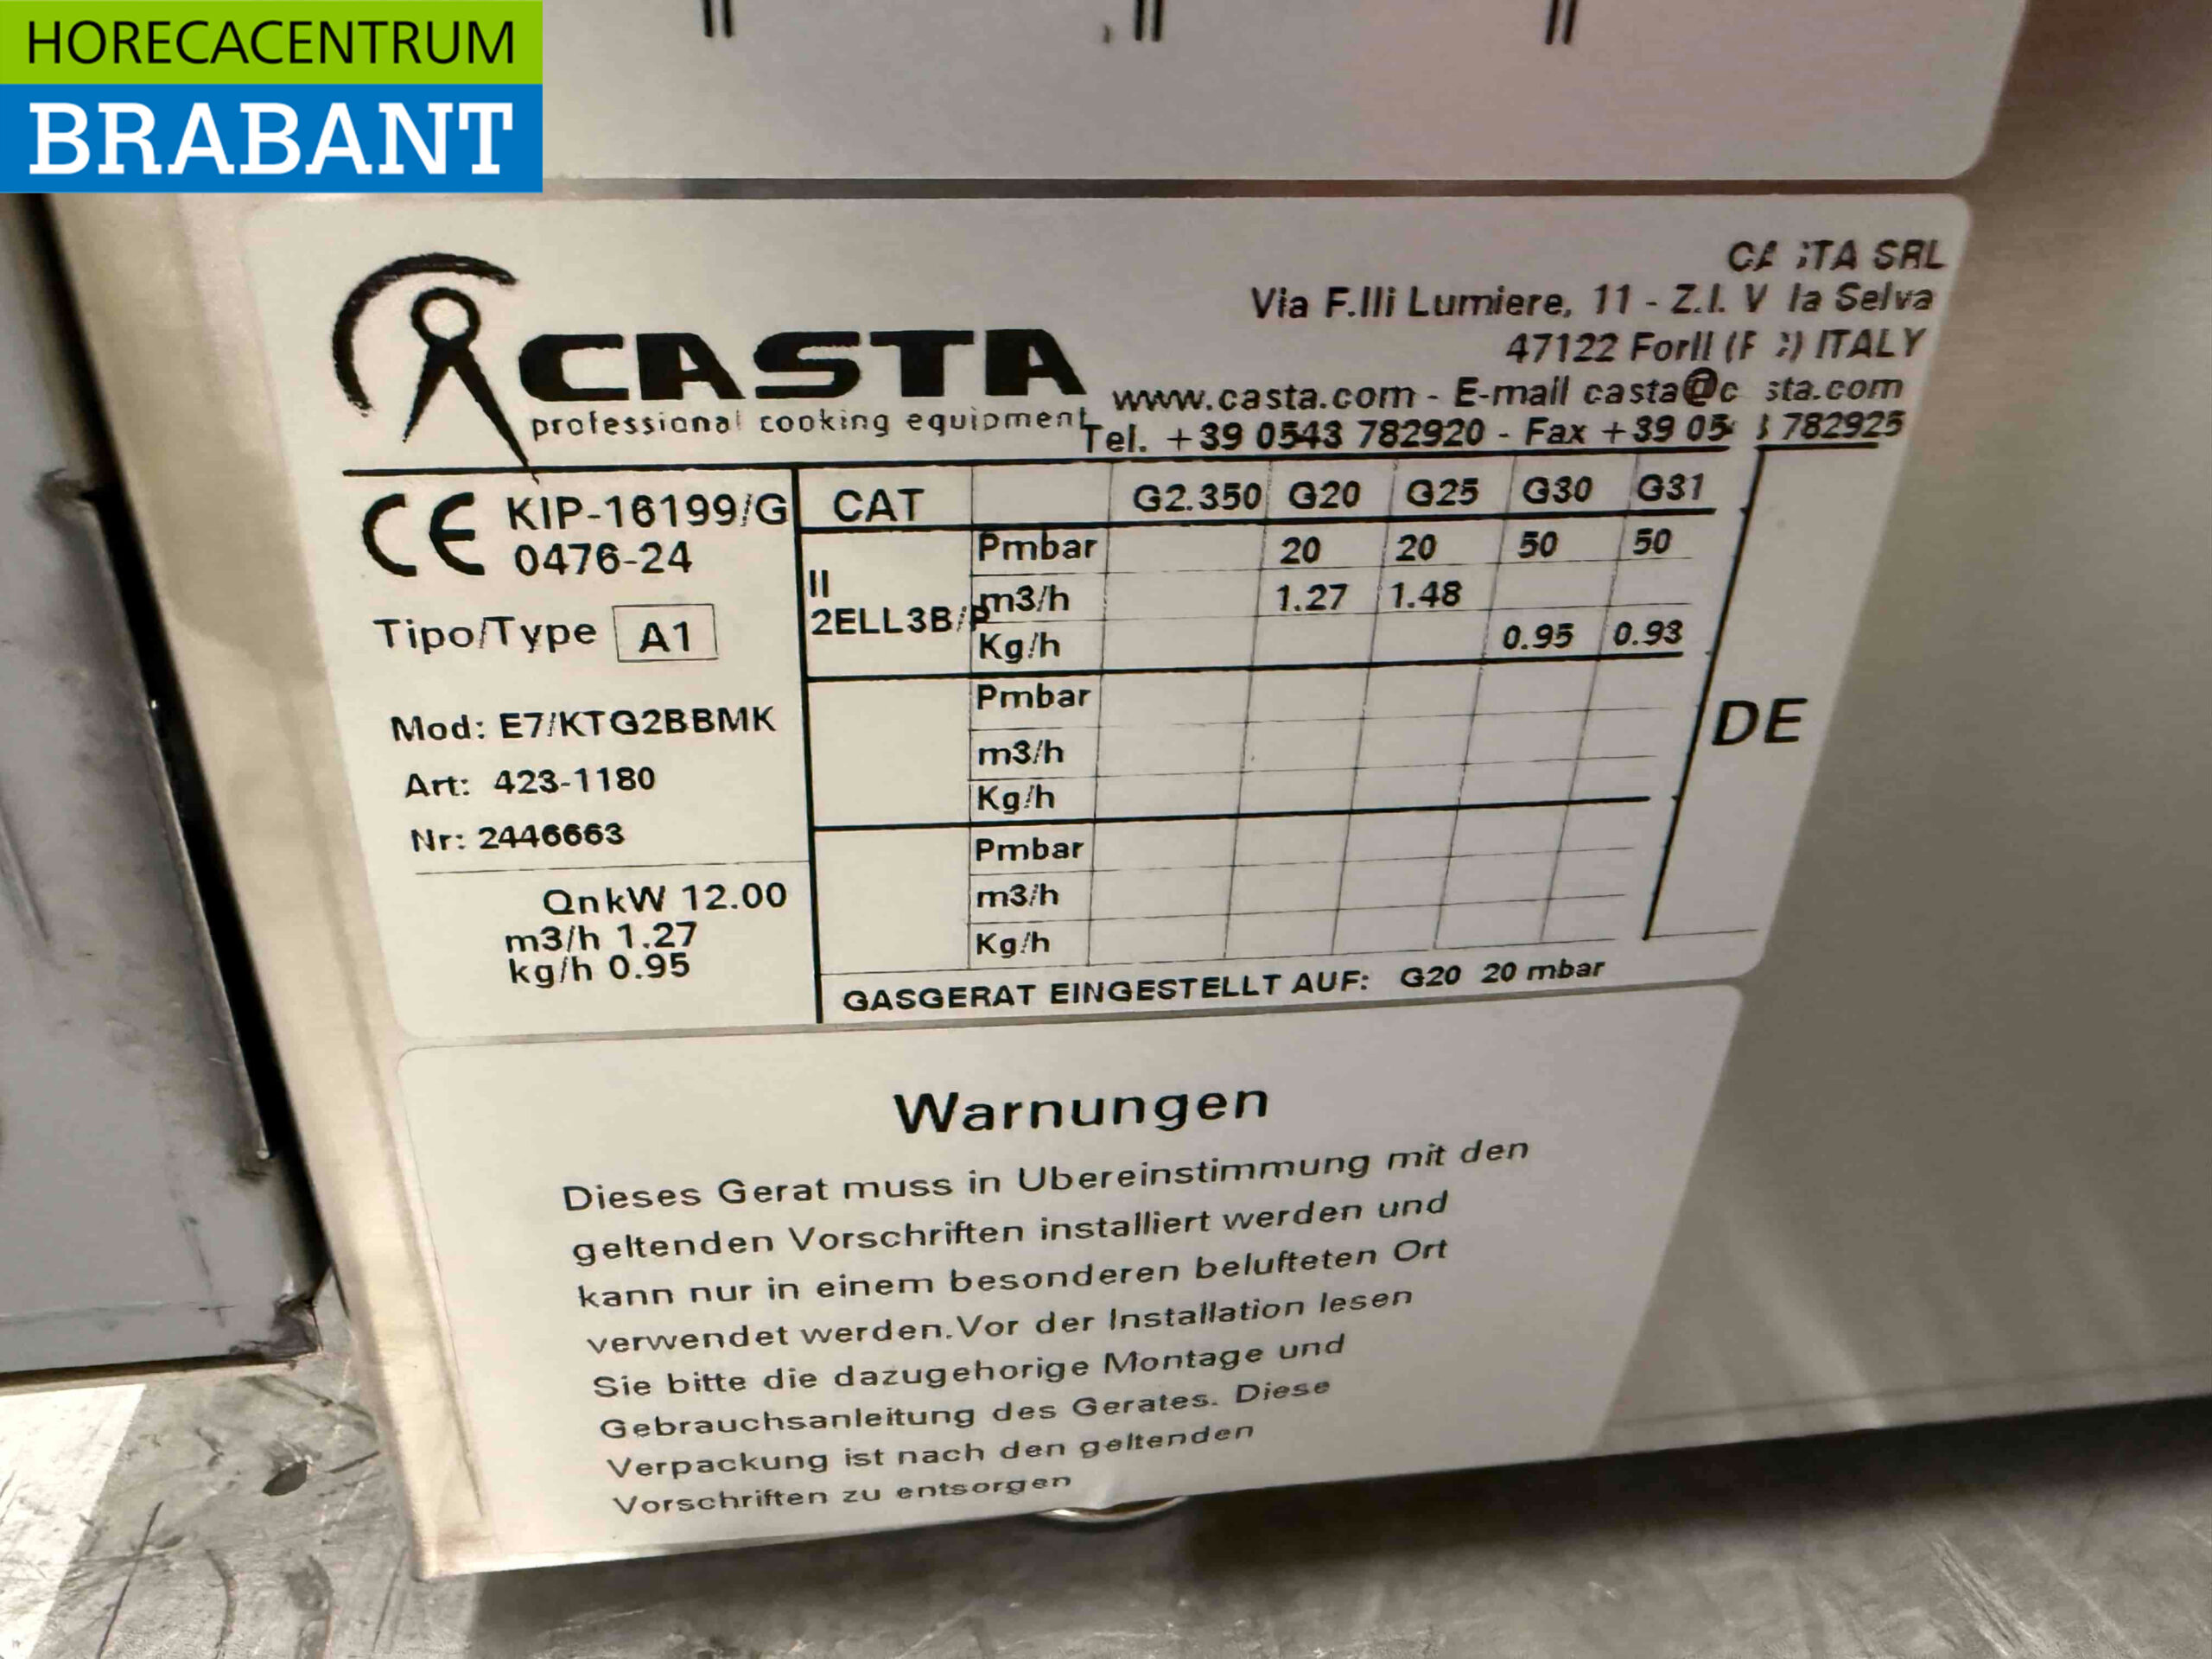 HORECACENTRUM
BRABANT
CASTA
professional cooking equipment
SRL
Via F.lli Lumiere, 11 - Z.I. Selva
47122 Forlì ITALY
www.casta.com - E-mail
Tel. +39 0543 782920 - Fax +39 782925
CE KIP-16199/G
0476-24
Tipo/Type A1
Mod: E7/KTG2BBMK
Art: 423-1180
Nr: 2446663
QnkW 12.00
m3/h 1.27
kg/h 0.95
CAT G2.350 G20 G25 G30 G31
II 2ELL3B/P
Pmbar 20 20 50 50
m3/h 1.27 1.48
Kg/h 0.95 0.93
Pmbar
m3/h
Kg/h
Pmbar
m3/h
Kg/h
DE
GASGERAT EINGESTELLT AUF: G20 20 mbar
Warnungen
Dieses Gerat muss in Ubereinstimmung mit den
geltenden Vorschriften installiert werden und
kann nur in einem besonderen belufteten Ort
verwendet werden.Vor der Installation lesen
Sie bitte die dazugehorige Montage und
Gebrauchsanleitung des Gerates. Diese
Verpackung ist nach den geltenden
Vorschriften zu entsorgen